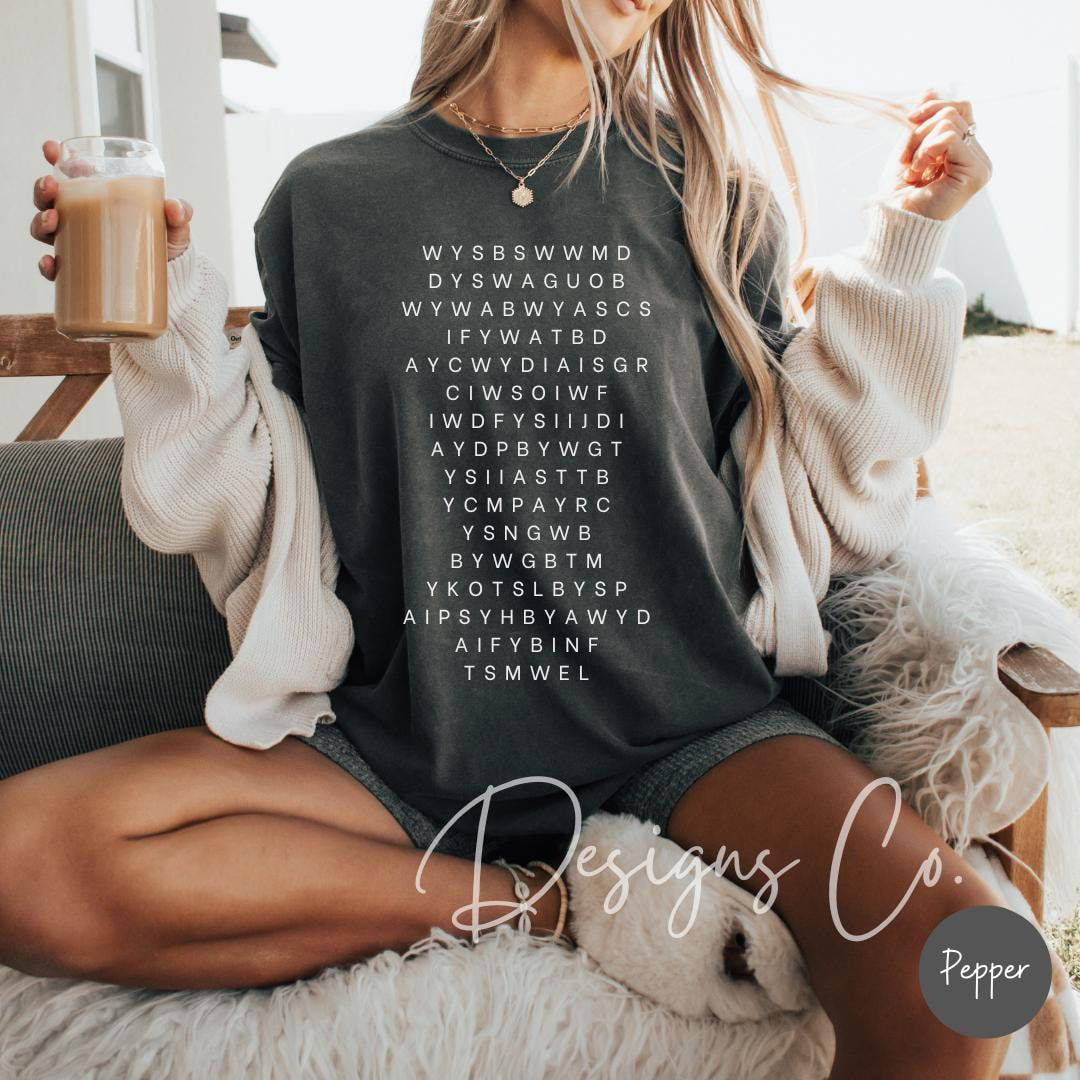 WYSBSWWMD
DYSWAGUOB
WYWABWYASCS
IFYWATBD
AYCWYDIAISGR
CIWSOIWF
IWDFYSIIJDI
AYDPBYWGT
YSIIASTTB
YCMPAYRC
YSNGWB
BYWGBTM
YKOTSLBYSP
AIPSYHBYAWYD
AIFYBINF
TSMWEL
Designs Co.
Pepper